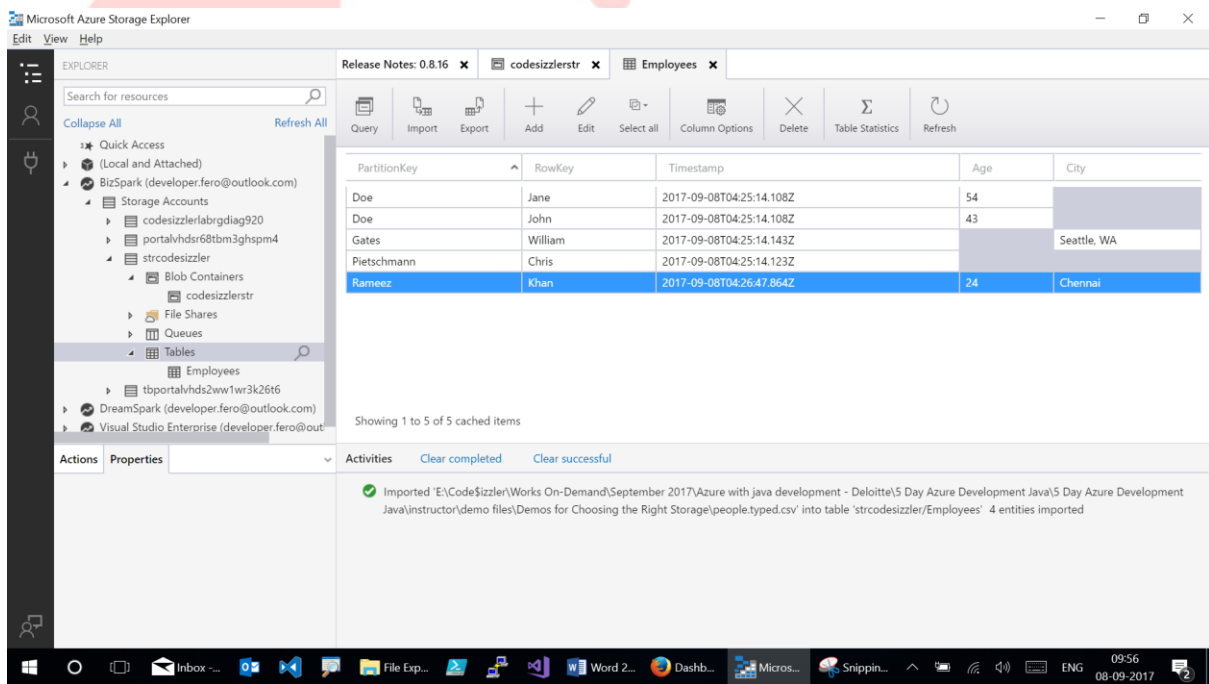 Microsoft Azure Storage Explorer
Edit View Help
EXPLORER
Search for resources
Collapse All Refresh All
Quick Access
(Local and Attached)
BizSpark (developer.fero@outlook.com)
Storage Accounts
codesizzlerlabrgdiag920
portalvhdsr68tbm3ghspm4
strcodesizzler
Blob Containers
codesizzlerstr
File Shares
Queues
Tables
Employees
tbportalvhds2ww1wr3k26t6
DreamSpark (developer.fero@outlook.com)
Visual Studio Enterprise (developer.fero@out
Actions Properties
Release Notes: 0.8.16 codesizzlerstr Employees
Query Import Export Add Edit Select all Column Options Delete Table Statistics Refresh
PartitionKey RowKey Timestamp Age City
Doe Jane 2017-09-08T04:25:14.108Z 54
Doe John 2017-09-08T04:25:14.108Z 43
Gates William 2017-09-08T04:25:14.143Z Seattle, WA
Pietschmann Chris 2017-09-08T04:25:14.123Z
Rameez Khan 2017-09-08T04:26:47.864Z 24 Chennai
Showing 1 to 5 of 5 cached items
Activities Clear completed Clear successful
Imported 'E:\Code$izzler\Works On-Demand\September 2017\Azure with java development - Deloitte\5 Day Azure Development Java\5 Day Azure Development
Java\instructor\demo files\Demos for Choosing the Right Storage\people.typed.csv' into table 'strcodesizzler/Employees' 4 entities imported
Inbox -... File Exp... Word 2... Dashb... Micros... Snippin... ENG 09:56
08-09-2017 2